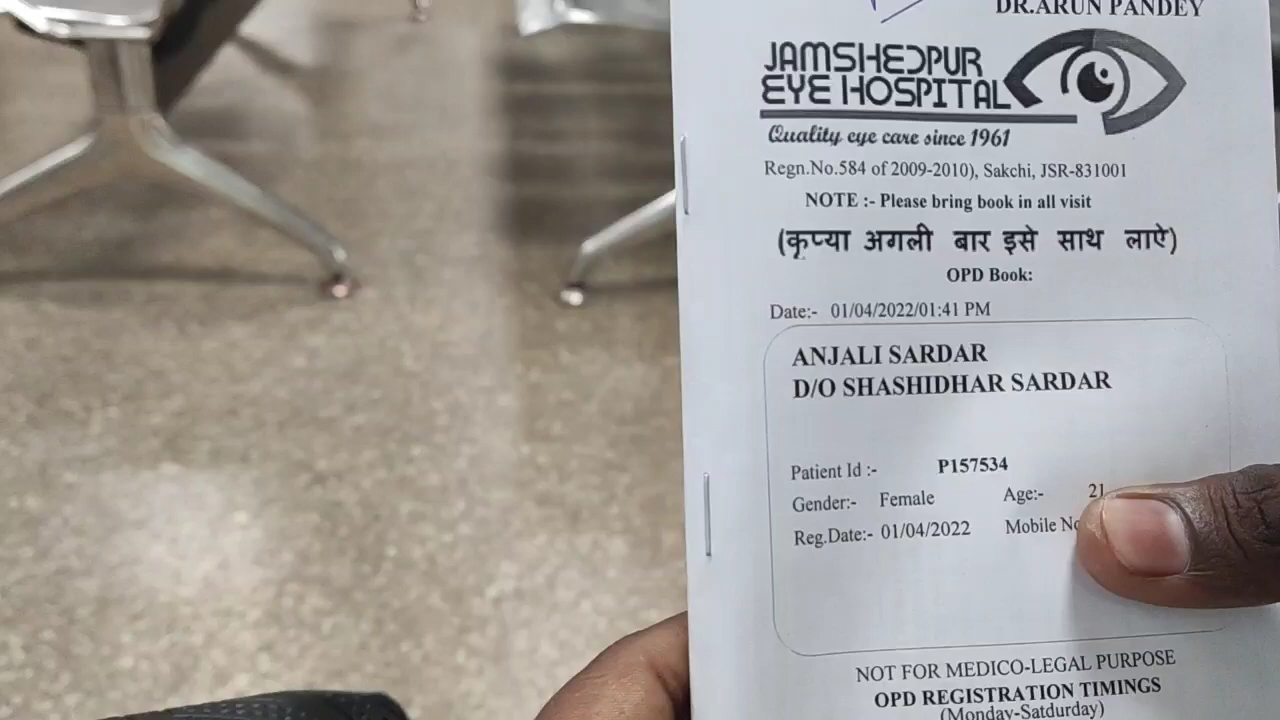 DR.ARUN PANDEY
JAMSHEDPUR
EYE HOSPITAL
Quality eye care since 1961
Regn.No.584 of 2009-2010), Sakchi, JSR-831001
NOTE :- Please bring book in all visit
(कृप्या अगली बार इसे साथ लाऐ)
OPD Book:
Date:- 01/04/2022/01:41 PM
ANJALI SARDAR
D/O SHASHIDHAR SARDAR
Patient Id :- P157534
Gender:- Female Age:- 21
Reg.Date:- 01/04/2022 Mobile No
NOT FOR MEDICO-LEGAL PURPOSE
OPD REGISTRATION TIMINGS
(Monday-Satduray)